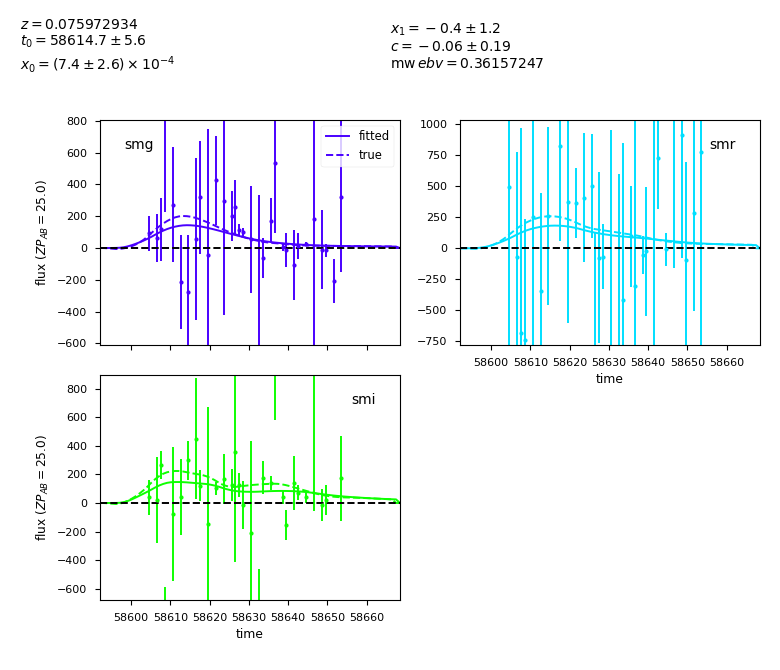 z = 0.075972934
t₀ = 58614.7 ± 5.6
x₀ = (7.4 ± 2.6) × 10⁻⁴
x₁ = −0.4 ± 1.2
c = −0.06 ± 0.19
mw ebv = 0.36157247
800
600
400
200
0
−200
−400
−600
flux (ZP_AB = 25.0)
smg
fitted
true
1000
750
500
250
0
−250
−500
−750
smr
58600 58610 58620 58630 58640 58650 58660
time
800
600
400
200
0
−200
−400
−600
flux (ZP_AB = 25.0)
smi
58600 58610 58620 58630 58640 58650 58660
time